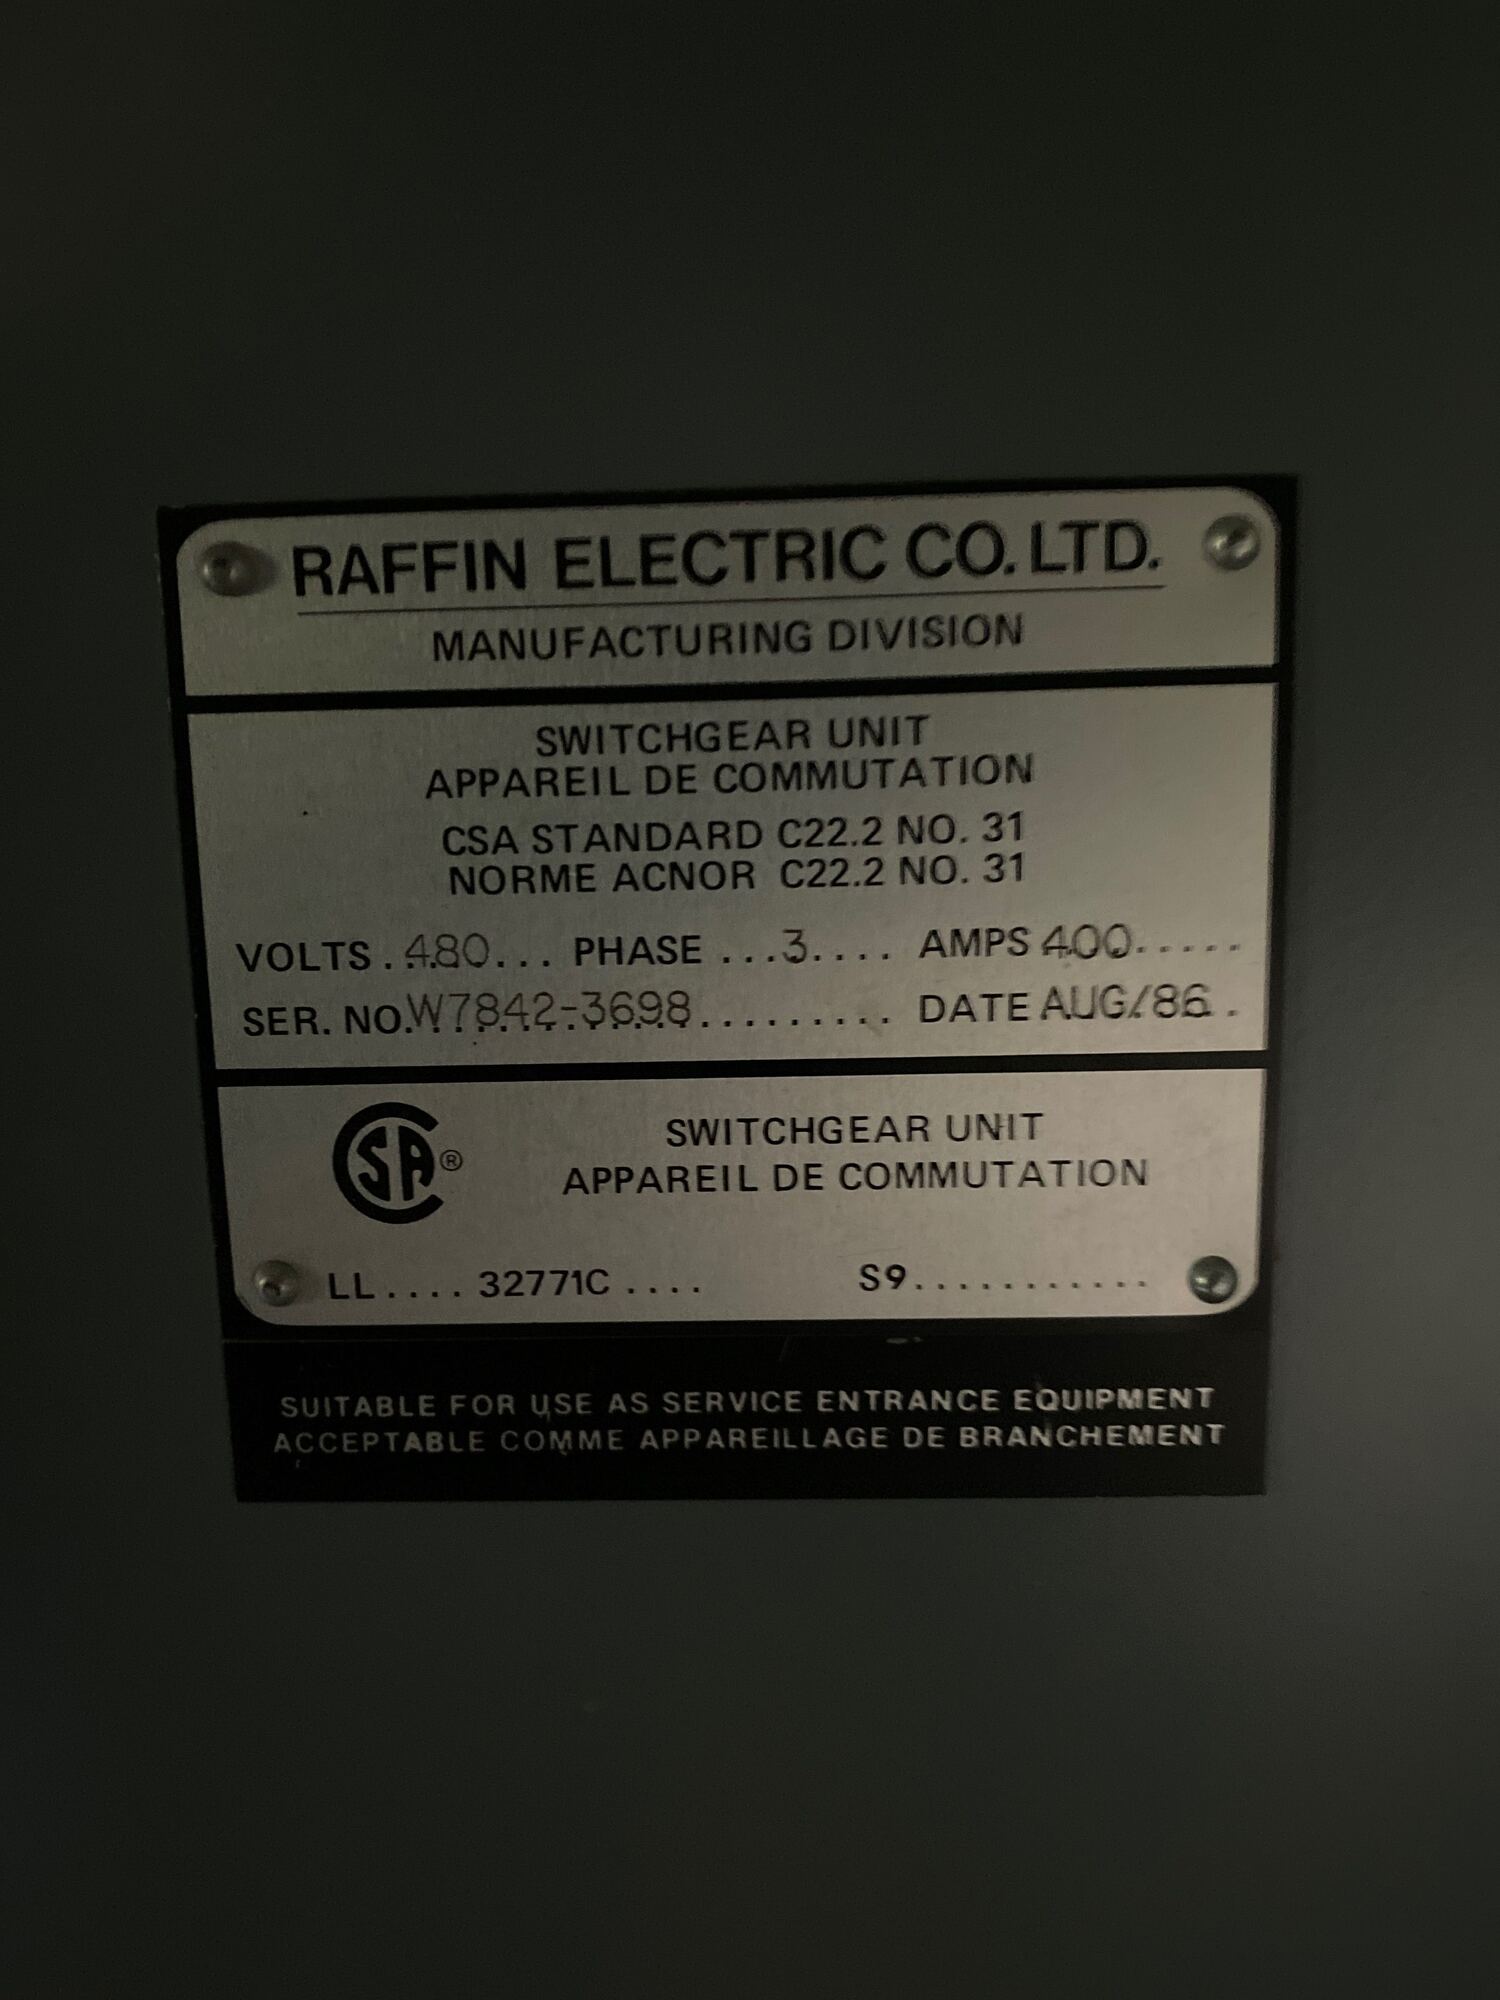 RAFFIN ELECTRIC CO. LTD.
MANUFACTURING DIVISION
SWITCHGEAR UNIT
APPAREIL DE COMMUTATION
CSA STANDARD C22.2 NO. 31
NORME ACNOR C22.2 NO. 31
VOLTS . 480... PHASE ...3.... AMPS 400.....
SER. NO. W7842-3698......... DATE AUG/86 .
SA ®
SWITCHGEAR UNIT
APPAREIL DE COMMUTATION
LL.... 32771C .... S9...........
SUITABLE FOR USE AS SERVICE ENTRANCE EQUIPMENT
ACCEPTABLE COMME APPAREILLAGE DE BRANCHEMENT